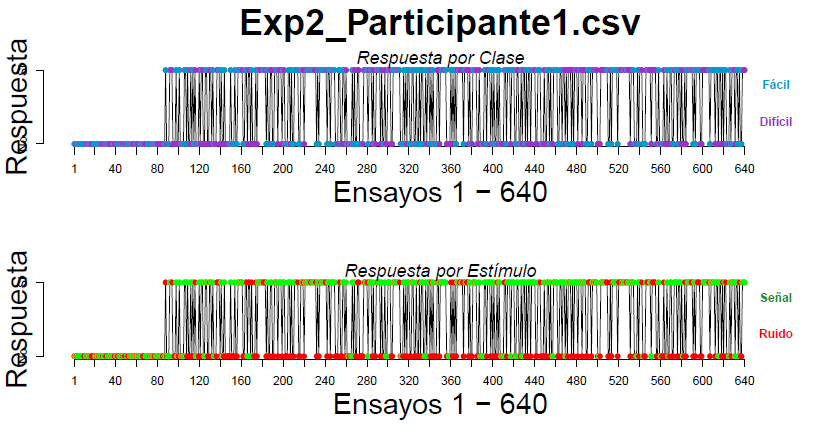 Exp2_Participante1.csv
Respuesta por Clase
Respuesta
Fácil
Difícil
1 40 80 120 160 200 240 280 320 360 400 440 480 520 560 600 640
Ensayos 1 − 640
Respuesta por Estímulo
Respuesta
Señal
Ruido
1 40 80 120 160 200 240 280 320 360 400 440 480 520 560 600 640
Ensayos 1 − 640